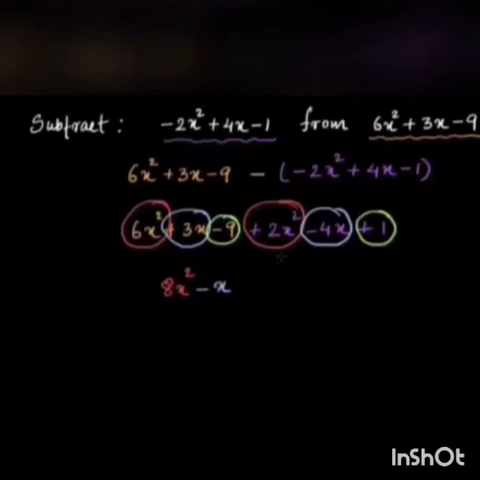 Subtract: -2x² + 4x - 1 from 6x² + 3x - 9
6x² + 3x - 9 - (-2x² + 4x - 1)
6x² + 3x - 9 + 2x² - 4x + 1
8x² - x
InShOt